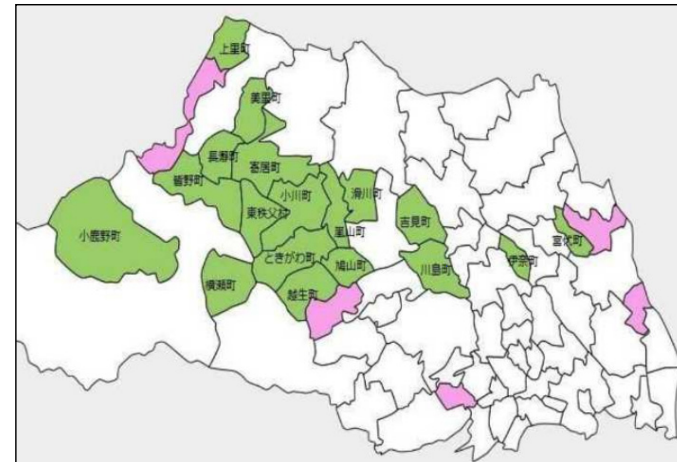 上里町
美里町
長瀞町
寄居町
皆野町
小川町
滑川町
東秩父村
吉見町
嵐山町
小鹿野町
宮代町
ときがわ町
鳩山町
伊奈町
川島町
横瀬町
越生町